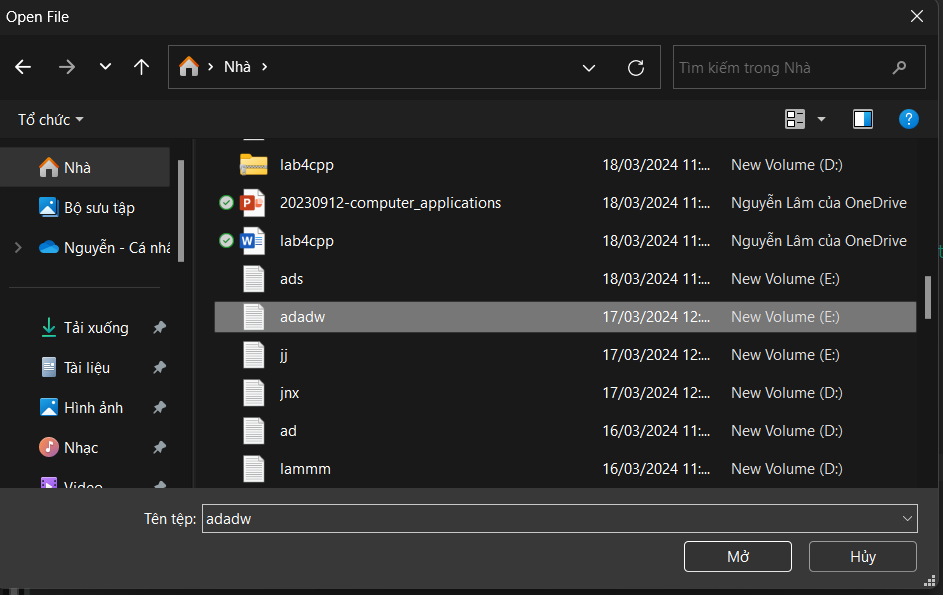 Open File
Nhà
Tìm kiếm trong Nhà
Tổ chức
?
Nhà
Bộ sưu tập
Nguyễn - Cá nhâ
Tải xuống
Tài liệu
Hình ảnh
Nhạc
Video
lab4cpp 18/03/2024 11:... New Volume (D:)
20230912-computer_applications 18/03/2024 11:... Nguyễn Lâm của OneDrive
lab4cpp 18/03/2024 11:... Nguyễn Lâm của OneDrive
ads 18/03/2024 11:... New Volume (E:)
adadw 17/03/2024 12:... New Volume (E:)
jj 17/03/2024 12:... New Volume (E:)
jnx 17/03/2024 12:... New Volume (D:)
ad 16/03/2024 11:... New Volume (D:)
lammm 16/03/2024 11:... New Volume (D:)
Tên tệp: adadw
Mở Hủy